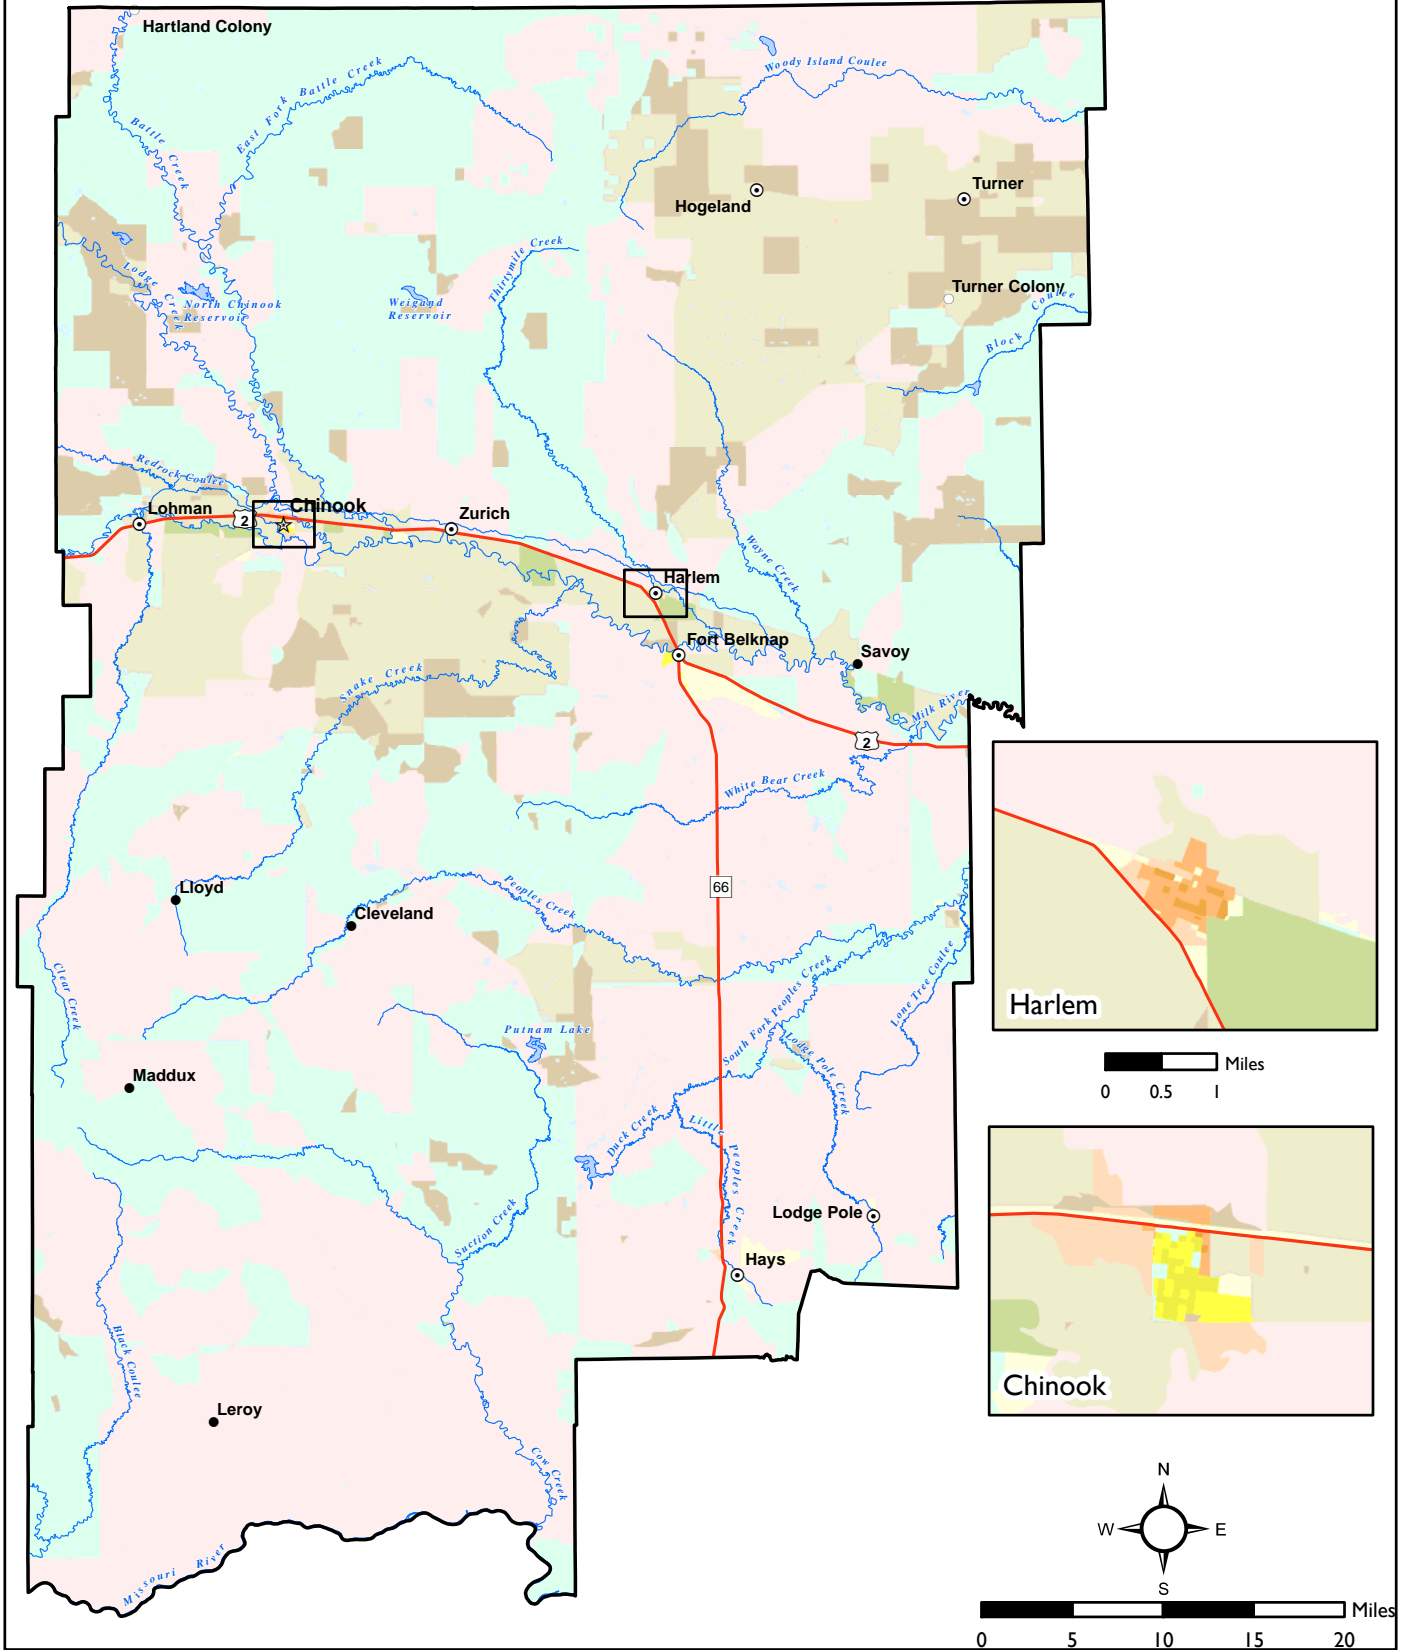 Hartland Colony
Woody Island Coulee
East Fork Battle Creek
Battle Creek
Turner
Hogeland
Thirtymile Creek
Lodge Creek
Turner Colony
North Chinook
Reservoir
Weigand
Reservoir
Block Coulee
Redrock Coulee
Lohman
2
Chinook
Zurich
Wayne Creek
Harlem
Fort Belknap
Savoy
Snake Creek
Milk River
2
White Bear Creek
Lloyd
66
Peoples Creek
Cleveland
Clear Creek
South Fork Peoples Creek
Lone Tree Coulee
Harlem
Putnam Lake
Lodge Pole Creek
Miles
0 0.5 1
Maddux
Duck Creek
Little Peoples Creek
Suction Creek
Lodge Pole
Hays
Black Coulee
Chinook
Leroy
Cow Creek
Missouri River
N
W E
S
Miles
0 5 10 15 20